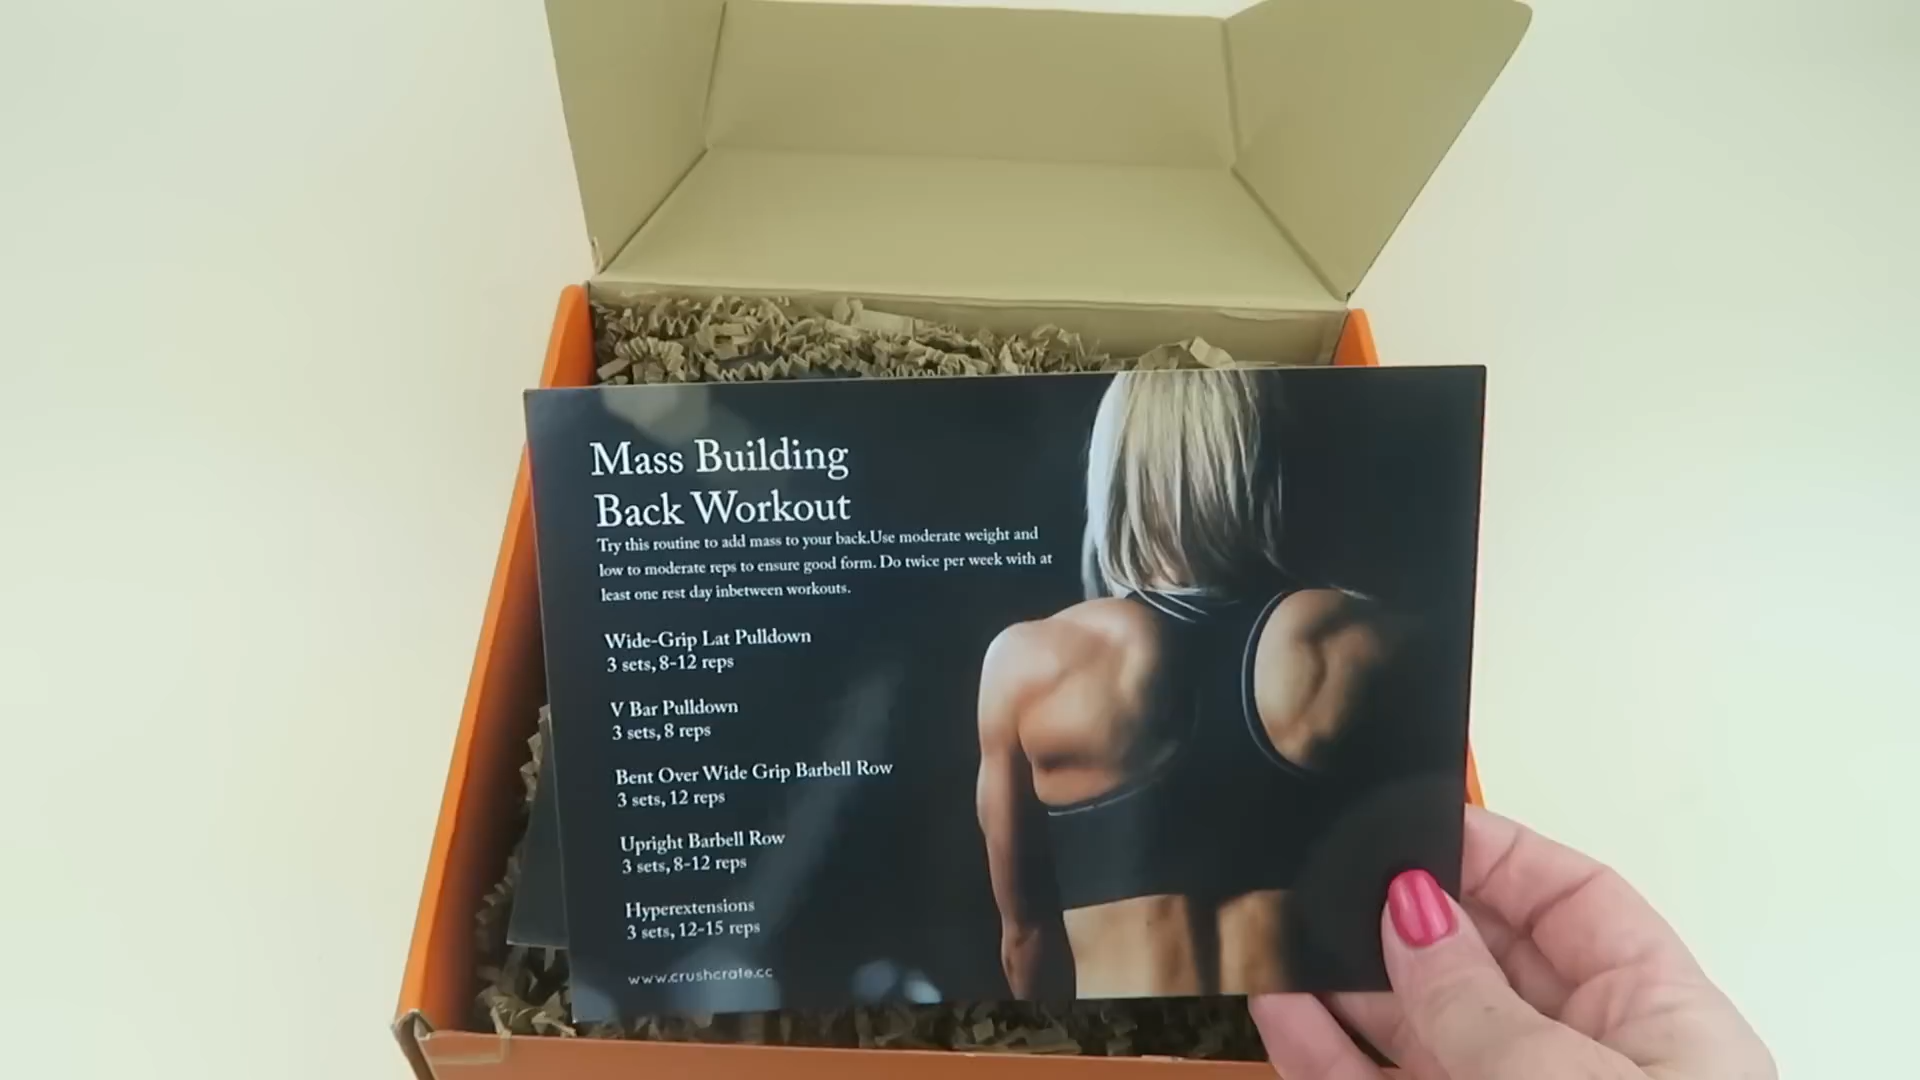 Mass Building
Back Workout
Try this routine to add mass to your back.Use moderate weight and
low to moderate reps to ensure good form. Do twice per week with at
least one rest day inbetween workouts.
Wide-Grip Lat Pulldown
3 sets, 8-12 reps
V Bar Pulldown
3 sets, 8 reps
Bent Over Wide Grip Barbell Row
3 sets, 12 reps
Upright Barbell Row
3 sets, 8-12 reps
Hyperextensions
3 sets, 12-15 reps
www.crushcrate.cc